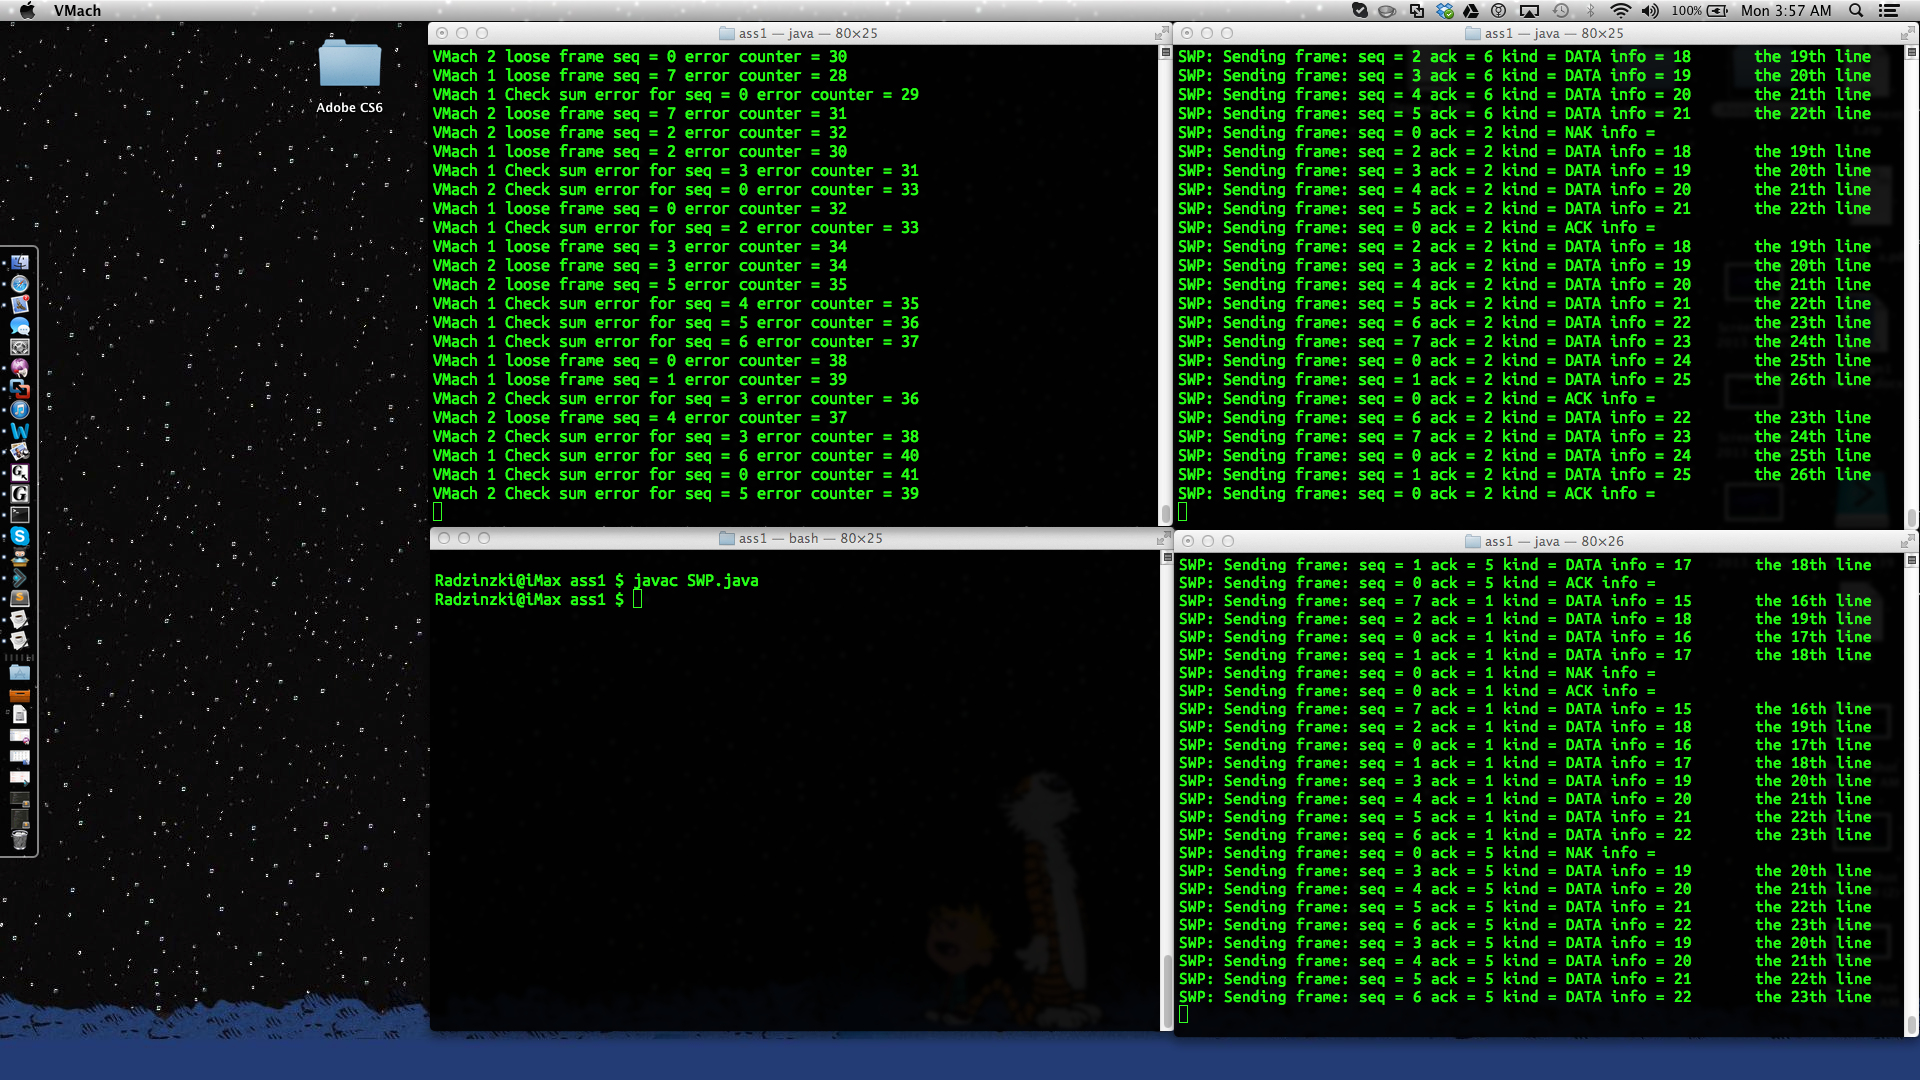 VMach
100%
Mon 3:57 AM
Adobe CS6
ass1 — java — 80×25
VMach 2 loose frame seq = 0 error counter = 30
VMach 1 loose frame seq = 7 error counter = 28
VMach 1 Check sum error for seq = 0 error counter = 29
VMach 2 loose frame seq = 7 error counter = 31
VMach 2 loose frame seq = 2 error counter = 32
VMach 1 loose frame seq = 2 error counter = 30
VMach 1 Check sum error for seq = 3 error counter = 31
VMach 2 Check sum error for seq = 0 error counter = 33
VMach 1 loose frame seq = 0 error counter = 32
VMach 1 Check sum error for seq = 2 error counter = 33
VMach 1 loose frame seq = 3 error counter = 34
VMach 2 loose frame seq = 3 error counter = 34
VMach 2 loose frame seq = 5 error counter = 35
VMach 1 Check sum error for seq = 4 error counter = 35
VMach 1 Check sum error for seq = 5 error counter = 36
VMach 1 Check sum error for seq = 6 error counter = 37
VMach 1 loose frame seq = 0 error counter = 38
VMach 1 loose frame seq = 1 error counter = 39
VMach 2 Check sum error for seq = 3 error counter = 36
VMach 2 loose frame seq = 4 error counter = 37
VMach 2 Check sum error for seq = 3 error counter = 38
VMach 1 Check sum error for seq = 6 error counter = 40
VMach 1 Check sum error for seq = 0 error counter = 41
VMach 2 Check sum error for seq = 5 error counter = 39
ass1 — java — 80×25
SWP: Sending frame: seq = 2 ack = 6 kind = DATA info = 18 the 19th line
SWP: Sending frame: seq = 3 ack = 6 kind = DATA info = 19 the 20th line
SWP: Sending frame: seq = 4 ack = 6 kind = DATA info = 20 the 21th line
SWP: Sending frame: seq = 5 ack = 6 kind = DATA info = 21 the 22th line
SWP: Sending frame: seq = 0 ack = 2 kind = NAK info =
SWP: Sending frame: seq = 2 ack = 2 kind = DATA info = 18 the 19th line
SWP: Sending frame: seq = 3 ack = 2 kind = DATA info = 19 the 20th line
SWP: Sending frame: seq = 4 ack = 2 kind = DATA info = 20 the 21th line
SWP: Sending frame: seq = 5 ack = 2 kind = DATA info = 21 the 22th line
SWP: Sending frame: seq = 0 ack = 2 kind = ACK info =
SWP: Sending frame: seq = 2 ack = 2 kind = DATA info = 18 the 19th line
SWP: Sending frame: seq = 3 ack = 2 kind = DATA info = 19 the 20th line
SWP: Sending frame: seq = 4 ack = 2 kind = DATA info = 20 the 21th line
SWP: Sending frame: seq = 5 ack = 2 kind = DATA info = 21 the 22th line
SWP: Sending frame: seq = 6 ack = 2 kind = DATA info = 22 the 23th line
SWP: Sending frame: seq = 7 ack = 2 kind = DATA info = 23 the 24th line
SWP: Sending frame: seq = 0 ack = 2 kind = DATA info = 24 the 25th line
SWP: Sending frame: seq = 1 ack = 2 kind = DATA info = 25 the 26th line
SWP: Sending frame: seq = 0 ack = 2 kind = ACK info =
SWP: Sending frame: seq = 6 ack = 2 kind = DATA info = 22 the 23th line
SWP: Sending frame: seq = 7 ack = 2 kind = DATA info = 23 the 24th line
SWP: Sending frame: seq = 0 ack = 2 kind = DATA info = 24 the 25th line
SWP: Sending frame: seq = 1 ack = 2 kind = DATA info = 25 the 26th line
SWP: Sending frame: seq = 0 ack = 2 kind = ACK info =
ass1 — bash — 80×25
Radzinzki@iMax ass1 $ javac SWP.java
Radzinzki@iMax ass1 $
ass1 — java — 80×26
SWP: Sending frame: seq = 1 ack = 5 kind = DATA info = 17 the 18th line
SWP: Sending frame: seq = 0 ack = 5 kind = ACK info =
SWP: Sending frame: seq = 7 ack = 1 kind = DATA info = 15 the 16th line
SWP: Sending frame: seq = 2 ack = 1 kind = DATA info = 18 the 19th line
SWP: Sending frame: seq = 0 ack = 1 kind = DATA info = 16 the 17th line
SWP: Sending frame: seq = 1 ack = 1 kind = DATA info = 17 the 18th line
SWP: Sending frame: seq = 0 ack = 1 kind = NAK info =
SWP: Sending frame: seq = 0 ack = 1 kind = ACK info =
SWP: Sending frame: seq = 7 ack = 1 kind = DATA info = 15 the 16th line
SWP: Sending frame: seq = 2 ack = 1 kind = DATA info = 18 the 19th line
SWP: Sending frame: seq = 0 ack = 1 kind = DATA info = 16 the 17th line
SWP: Sending frame: seq = 1 ack = 1 kind = DATA info = 17 the 18th line
SWP: Sending frame: seq = 3 ack = 1 kind = DATA info = 19 the 20th line
SWP: Sending frame: seq = 4 ack = 1 kind = DATA info = 20 the 21th line
SWP: Sending frame: seq = 5 ack = 1 kind = DATA info = 21 the 22th line
SWP: Sending frame: seq = 6 ack = 1 kind = DATA info = 22 the 23th line
SWP: Sending frame: seq = 0 ack = 5 kind = NAK info =
SWP: Sending frame: seq = 3 ack = 5 kind = DATA info = 19 the 20th line
SWP: Sending frame: seq = 4 ack = 5 kind = DATA info = 20 the 21th line
SWP: Sending frame: seq = 5 ack = 5 kind = DATA info = 21 the 22th line
SWP: Sending frame: seq = 6 ack = 5 kind = DATA info = 22 the 23th line
SWP: Sending frame: seq = 3 ack = 5 kind = DATA info = 19 the 20th line
SWP: Sending frame: seq = 4 ack = 5 kind = DATA info = 20 the 21th line
SWP: Sending frame: seq = 5 ack = 5 kind = DATA info = 21 the 22th line
SWP: Sending frame: seq = 6 ack = 5 kind = DATA info = 22 the 23th line